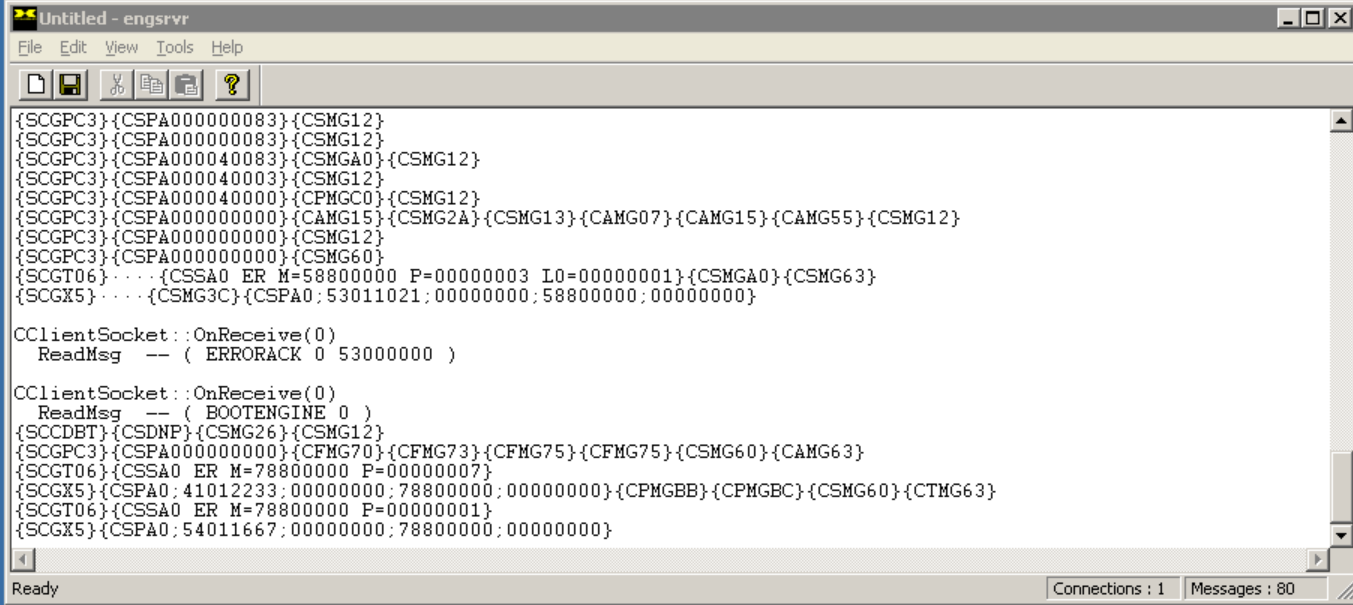 Untitled - engsrvr
File Edit View Tools Help
{SCGPC3}{CSPA000000083}{CSMG12}
{SCGPC3}{CSPA000000083}{CSMG12}
{SCGPC3}{CSPA000040083}{CSMGA0}{CSMG12}
{SCGPC3}{CSPA000040003}{CSMG12}
{SCGPC3}{CSPA000040000}{CPMGC0}{CSMG12}
{SCGPC3}{CSPA000000000}{CAMG15}{CSMG2A}{CSMG13}{CAMG07}{CAMG15}{CAMG55}{CSMG12}
{SCGPC3}{CSPA000000000}{CSMG12}
{SCGPC3}{CSPA000000000}{CSMG60}
{SCGT06}····{CSSA0 ER M=58800000 P=00000003 L0=00000001}{CSMGA0}{CSMG63}
{SCGX5}····{CSMG3C}{CSPA0;53011021;00000000;58800000;00000000}
CClientSocket::OnReceive(0)
ReadMsg -- ( ERRORACK 0 53000000 )
CClientSocket::OnReceive(0)
ReadMsg -- ( BOOTENGINE 0 )
{SCCDBT}{CSDNP}{CSMG26}{CSMG12}
{SCGPC3}{CSPA000000000}{CFMG70}{CFMG73}{CFMG75}{CFMG75}{CSMG60}{CAMG63}
{SCGT06}{CSSA0 ER M=78800000 P=00000007}
{SCGX5}{CSPA0;41012233;00000000;78800000;00000000}{CPMGBB}{CPMGBC}{CSMG60}{CTMG63}
{SCGT06}{CSSA0 ER M=78800000 P=00000001}
{SCGX5}{CSPA0;54011667;00000000;78800000;00000000}
Ready Connections : 1 Messages : 80